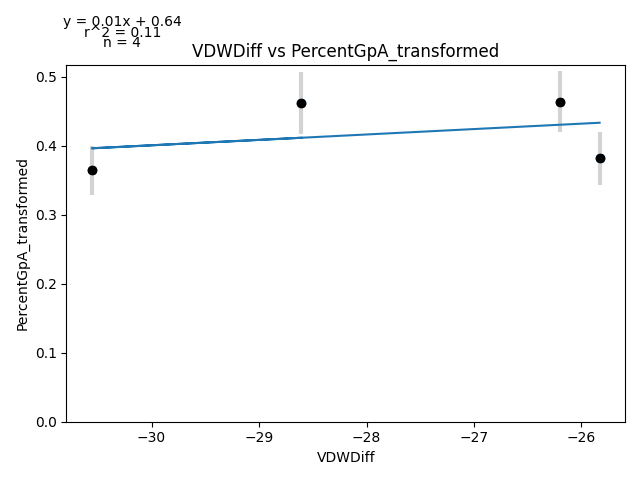 y = 0.01x + 0.64
r^2 = 0.11
n = 4
VDWDiff vs PercentGpA_transformed
PercentGpA_transformed
0.5
0.4
0.3
0.2
0.1
0.0
−30
−29
−28
−27
−26
VDWDiff